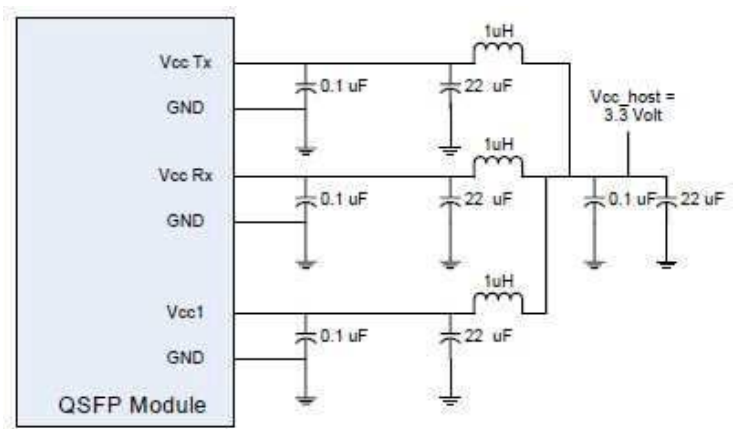 1uH
Vcc Tx
0.1 uF
22 uF
GND
Vcc_host =
3.3 Volt
1uH
Vcc Rx
0.1 uF
22 uF
0.1 uF
22 uF
GND
1uH
Vcc1
0.1 uF
22 uF
GND
QSFP Module